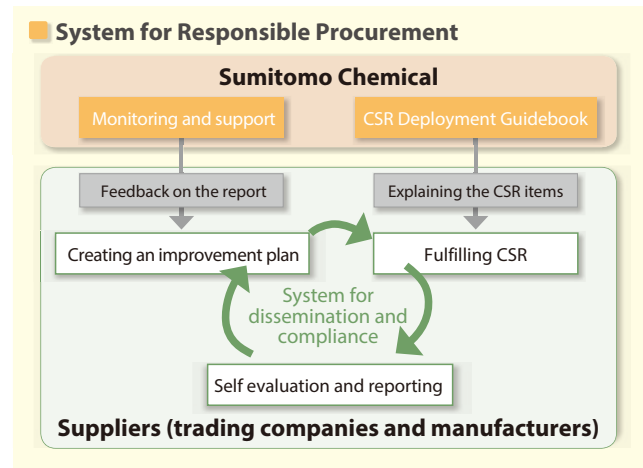 System for Responsible Procurement
Sumitomo Chemical
Monitoring and support
CSR Deployment Guidebook
Feedback on the report
Explaining the CSR items
Creating an improvement plan
Fulfilling CSR
System for
dissemination and
compliance
Self evaluation and reporting
Suppliers (trading companies and manufacturers)